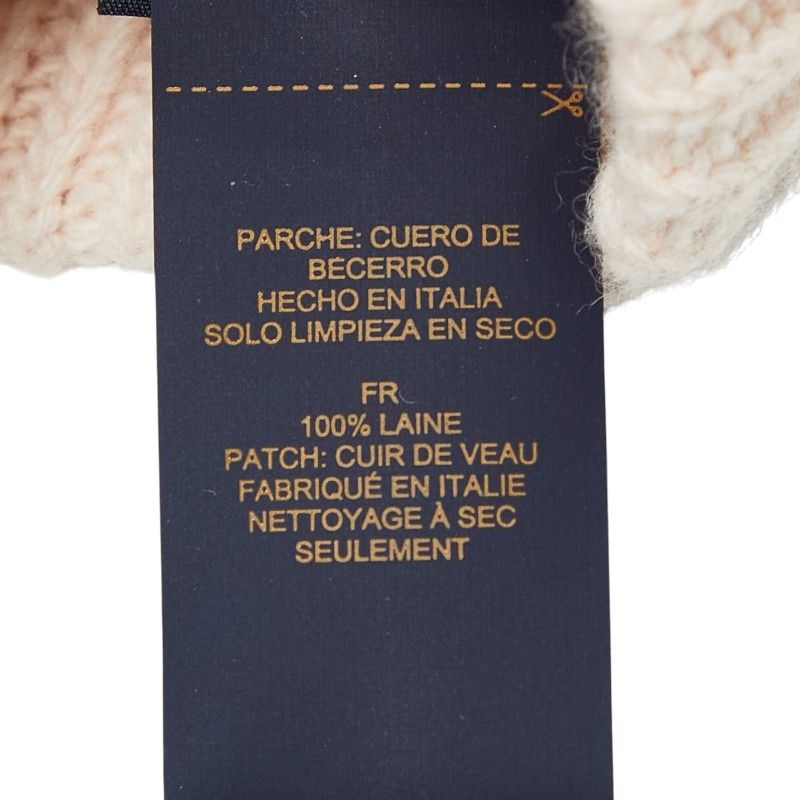 PARCHE: CUERO DE
BECERRO
HECHO EN ITALIA
SOLO LIMPIEZA EN SECO
FR
100% LAINE
PATCH: CUIR DE VEAU
FABRIQUÉ EN ITALIE
NETTOYAGE À SEC
SEULEMENT